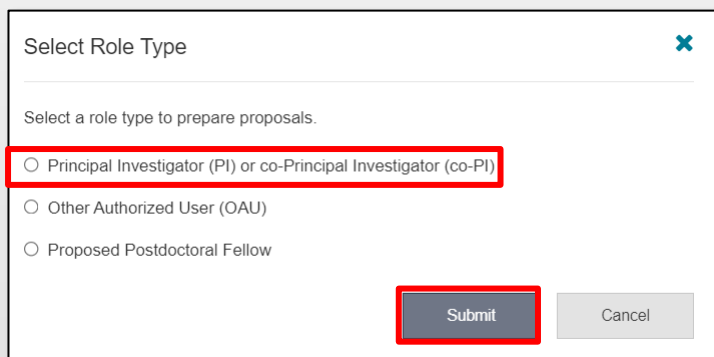 Select Role Type
Select a role type to prepare proposals.
Principal Investigator (PI) or co-Principal Investigator (co-PI)
Other Authorized User (OAU)
Proposed Postdoctoral Fellow
Submit
Cancel